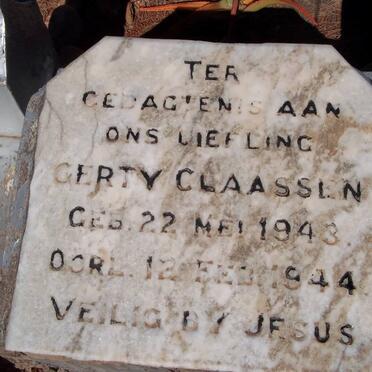 TER
GEDAGTENIS AAN
ONS LIEFLING
GERTY CLAASSEN
GEB. 22 MEI 1943.
OORL. 12 FEB. 1944.
VEILIG BY JESUS